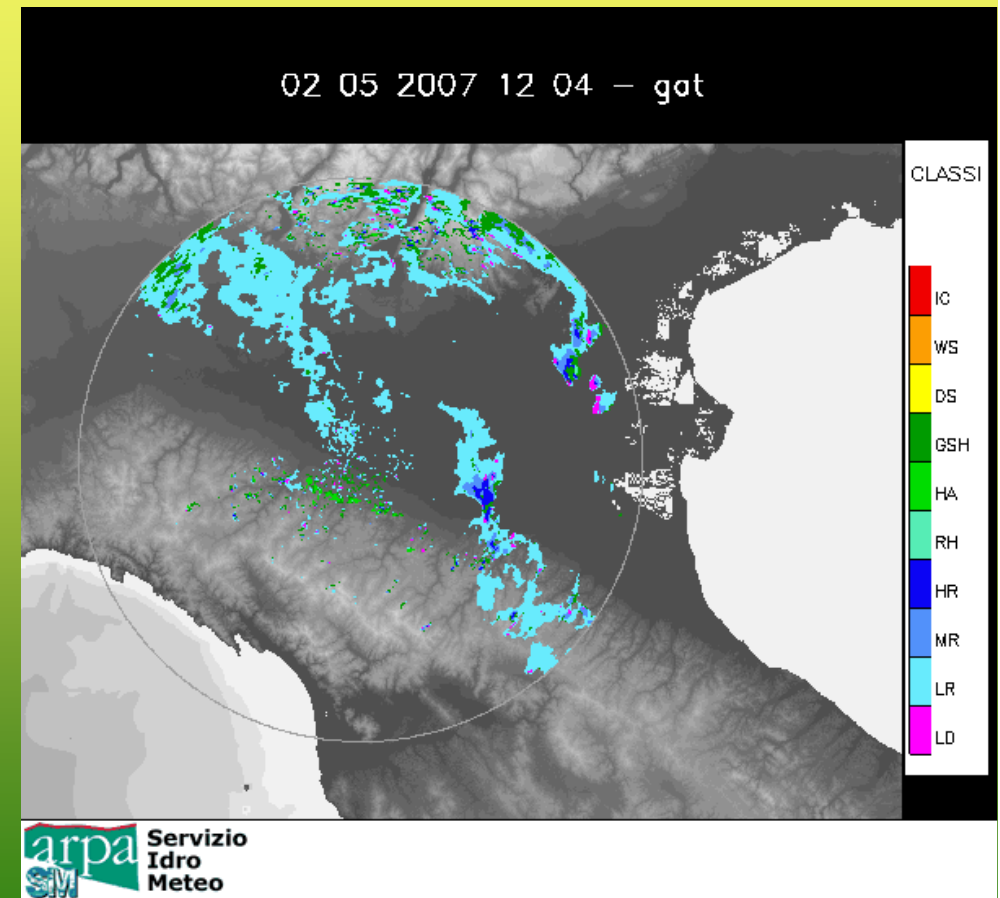 02 05 2007 12 04 – gat
CLASSI
IC
WS
DS
GSH
HA
RH
HR
MR
LR
LD
arpa
SIM
Servizio
Idro
Meteo